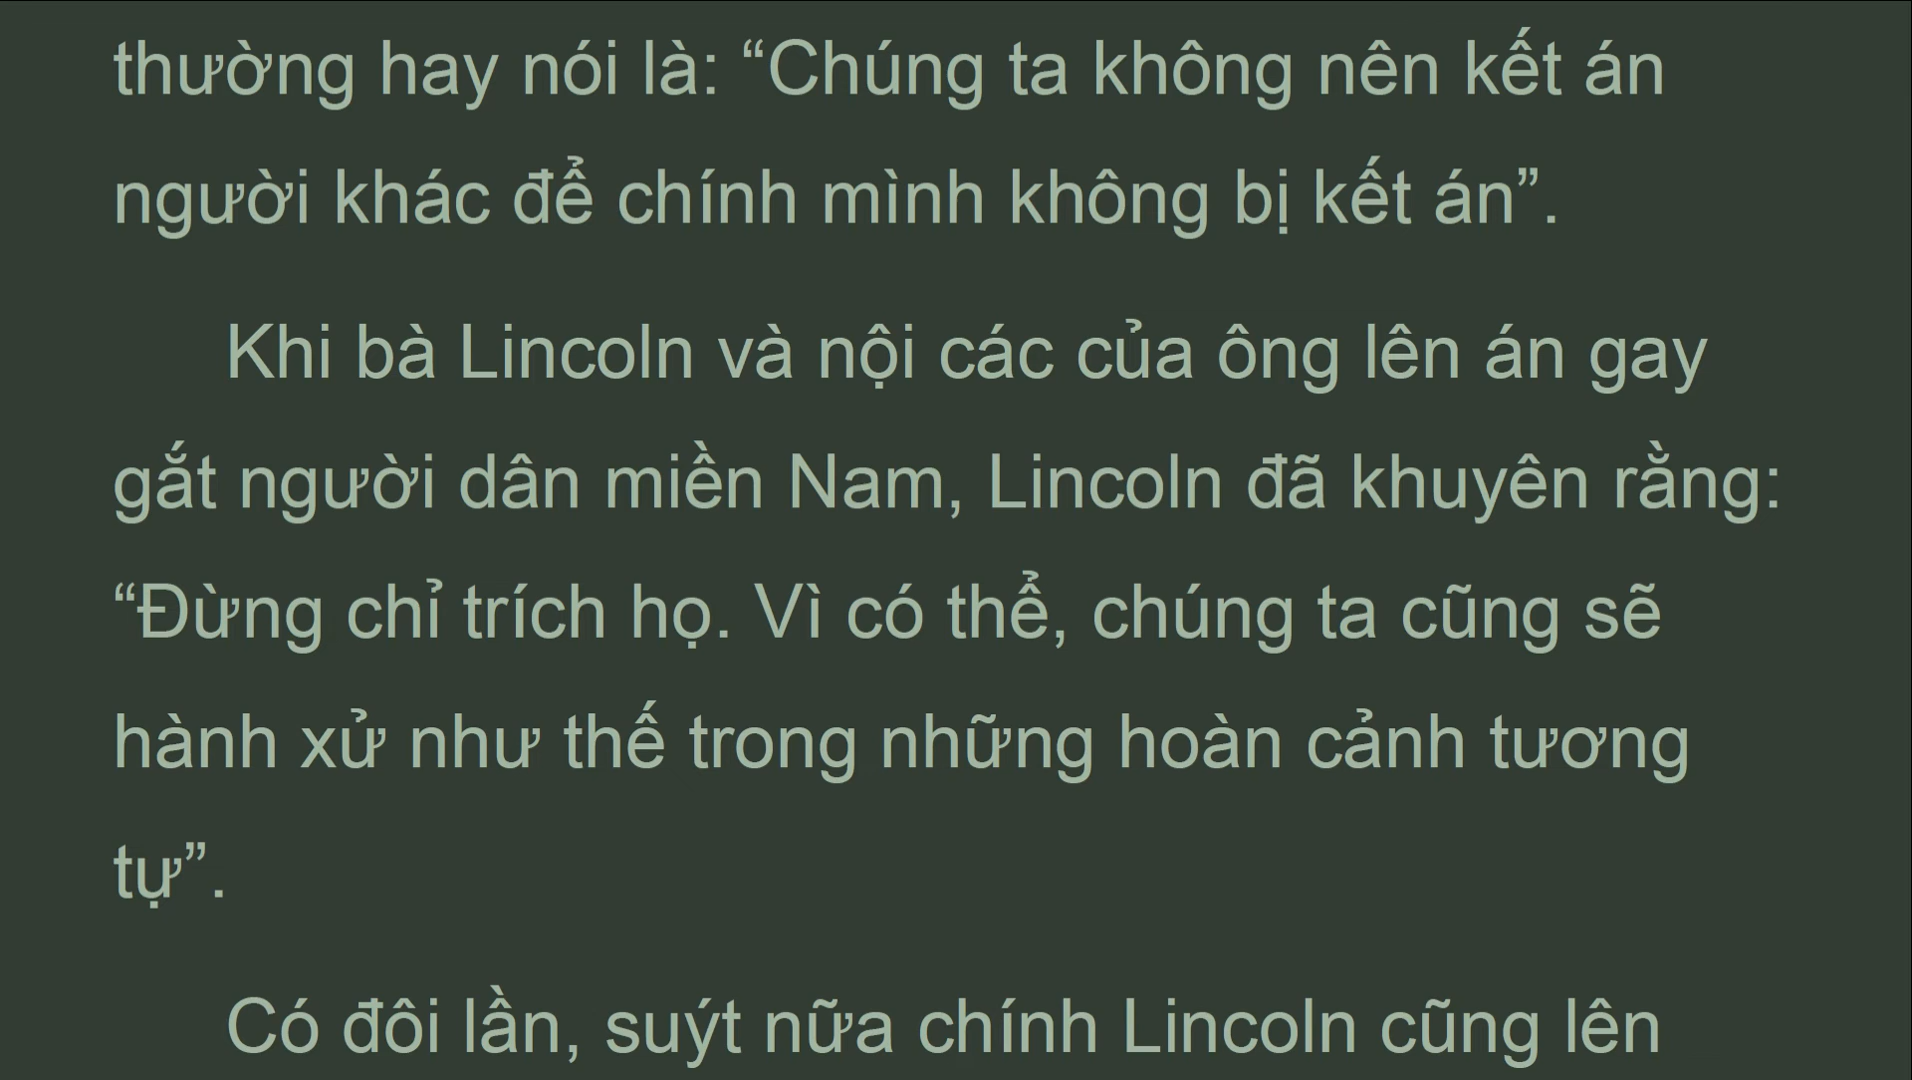 thường hay nói là: “Chúng ta không nên kết án
người khác để chính mình không bị kết án”.
Khi bà Lincoln và nội các của ông lên án gay
gắt người dân miền Nam, Lincoln đã khuyên rằng:
“Đừng chỉ trích họ. Vì có thể, chúng ta cũng sẽ
hành xử như thế trong những hoàn cảnh tương
tự”.
Có đôi lần, suýt nữa chính Lincoln cũng lên